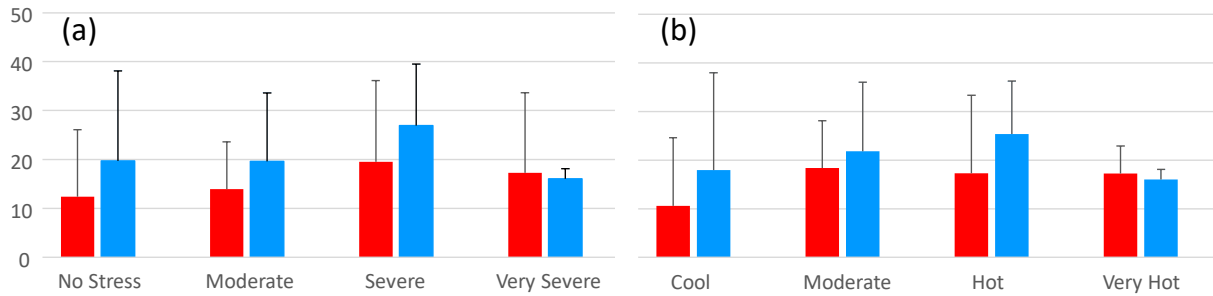 50
40
30
20
10
0
(a)
No Stress
Moderate
Severe
Very Severe
(b)
Cool
Moderate
Hot
Very Hot